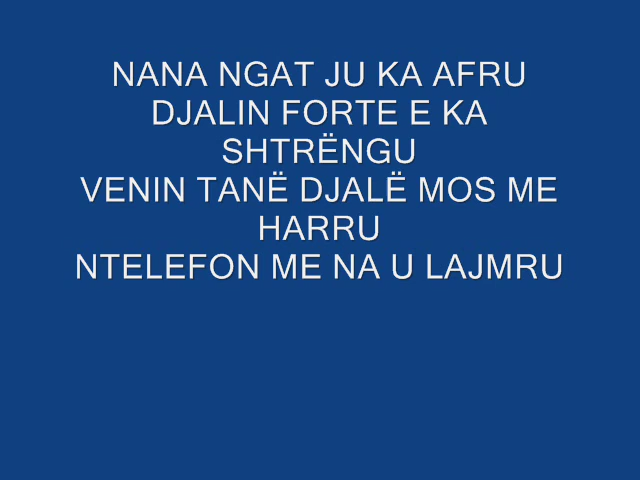 NANA NGAT JU KA AFRU
DJALIN FORTE E KA
SHTRËNGU
VENIN TANË DJALË MOS ME
HARRU
NTELEFON ME NA U LAJMRU